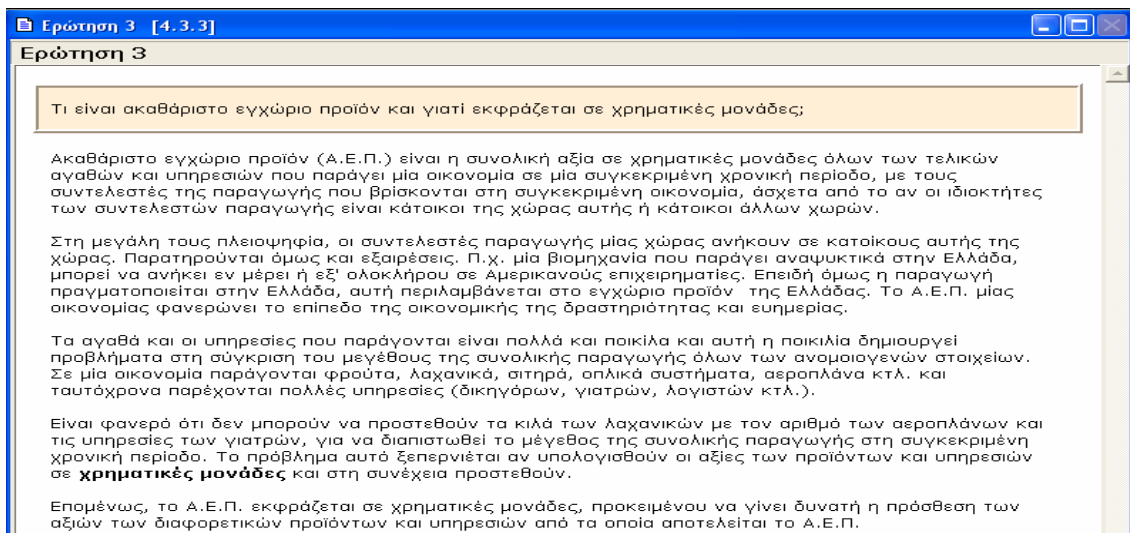 Ερώτηση 3 [4.3.3]
Ερώτηση 3
Τι είναι ακαθάριστο εγχώριο προϊόν και γιατί εκφράζεται σε χρηματικές μονάδες;
Ακαθάριστο εγχώριο προϊόν (Α.Ε.Π.) είναι η συνολική αξία σε χρηματικές μονάδες όλων των τελικών
αγαθών και υπηρεσιών που παράγει μία οικονομία σε μία συγκεκριμένη χρονική περίοδο, με τους
συντελεστές της παραγωγής που βρίσκονται στη συγκεκριμένη οικονομία, άσχετα από το αν οι ιδιοκτήτες
των συντελεστών παραγωγής είναι κάτοικοι της χώρας αυτής ή κάτοικοι άλλων χωρών.
Στη μεγάλη τους πλειοψηφία, οι συντελεστές παραγωγής μίας χώρας ανήκουν σε κατοίκους αυτής της
χώρας. Παρατηρούνται όμως και εξαιρέσεις. Π.χ. μία βιομηχανία που παράγει αναψυκτικά στην Ελλάδα,
μπορεί να ανήκει εν μέρει ή εξ' ολοκλήρου σε Αμερικανούς επιχειρηματίες. Επειδή όμως η παραγωγή
πραγματοποιείται στην Ελλάδα, αυτή περιλαμβάνεται στο εγχώριο προϊόν της Ελλάδας. Το Α.Ε.Π. μίας
οικονομίας φανερώνει το επίπεδο της οικονομικής της δραστηριότητας και ευημερίας.
Τα αγαθά και οι υπηρεσίες που παράγονται είναι πολλά και ποικίλα και αυτή η ποικιλία δημιουργεί
προβλήματα στη σύγκριση του μεγέθους της συνολικής παραγωγής όλων των ανομοιογενών στοιχείων.
Σε μία οικονομία παράγονται φρούτα, λαχανικά, σιτηρά, οπλικά συστήματα, αεροπλάνα κτλ. και
ταυτόχρονα παρέχονται πολλές υπηρεσίες (δικηγόρων, γιατρών, λογιστών κτλ.).
Είναι φανερό ότι δεν μπορούν να προστεθούν τα κιλά των λαχανικών με τον αριθμό των αεροπλάνων και
τις υπηρεσίες των γιατρών, για να διαπιστωθεί το μέγεθος της συνολικής παραγωγής στη συγκεκριμένη
χρονική περίοδο. Το πρόβλημα αυτό ξεπερνιέται αν υπολογισθούν οι αξίες των προϊόντων και υπηρεσιών
σε χρηματικές μονάδες και στη συνέχεια προστεθούν.
Επομένως, το Α.Ε.Π. εκφράζεται σε χρηματικές μονάδες, προκειμένου να γίνει δυνατή η πρόσθεση των
αξιών των διαφορετικών προϊόντων και υπηρεσιών από τα οποία αποτελείται το Α.Ε.Π.